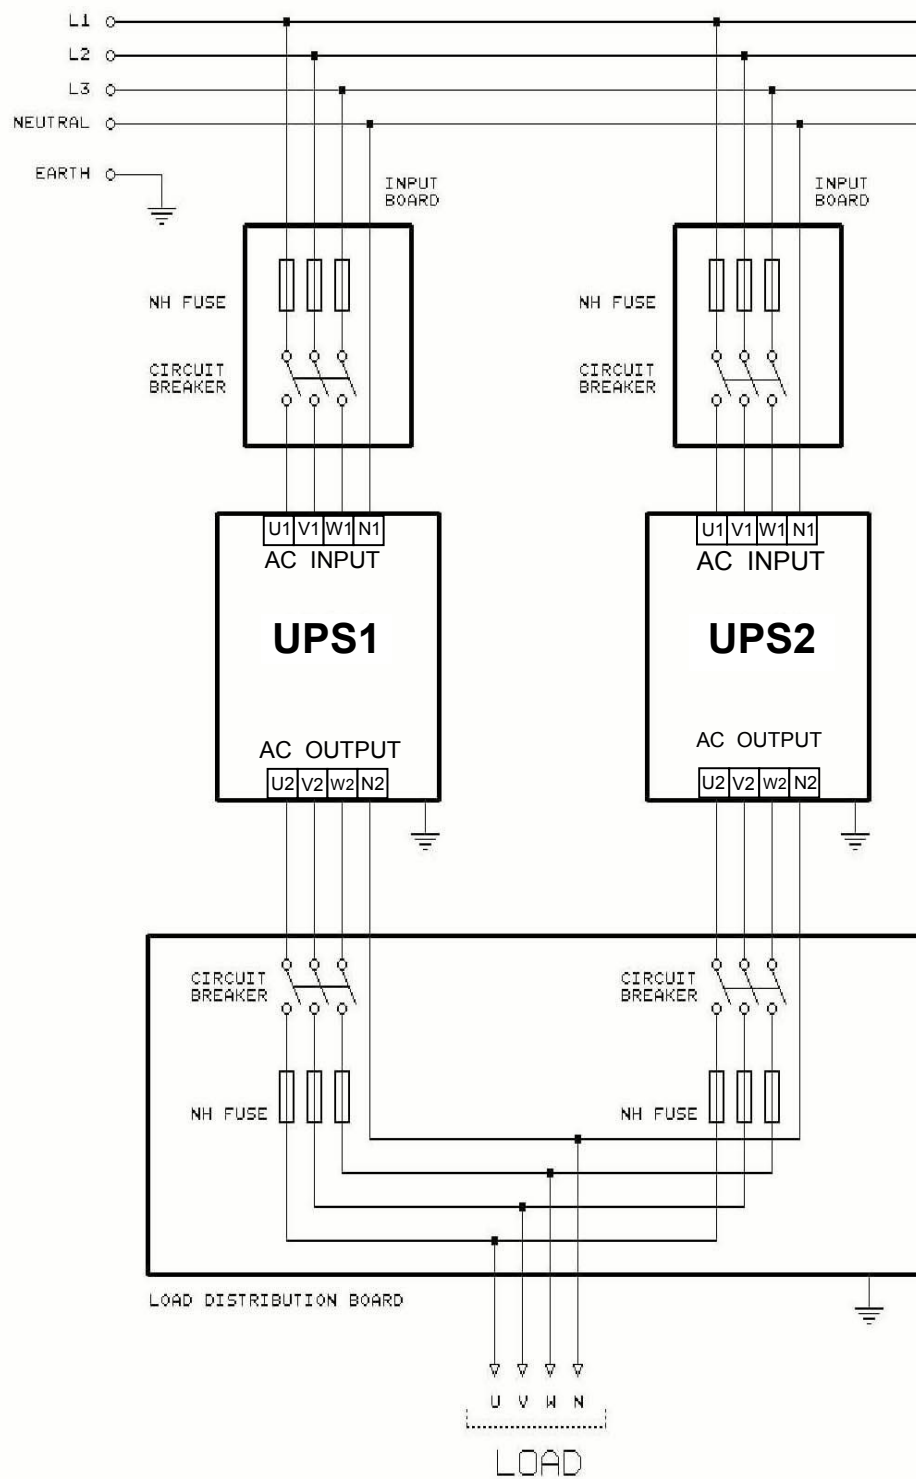 L1
L2
L3
NEUTRAL
EARTH
INPUT
BOARD
INPUT
BOARD
NH FUSE
NH FUSE
CIRCUIT
BREAKER
CIRCUIT
BREAKER
U1 V1 W1 N1
AC INPUT
UPS1
AC OUTPUT
U2 V2 W2 N2
U1 V1 W1 N1
AC INPUT
UPS2
AC OUTPUT
U2 V2 W2 N2
CIRCUIT
BREAKER
CIRCUIT
BREAKER
NH FUSE
NH FUSE
LOAD DISTRIBUTION BOARD
U V W N
LOAD